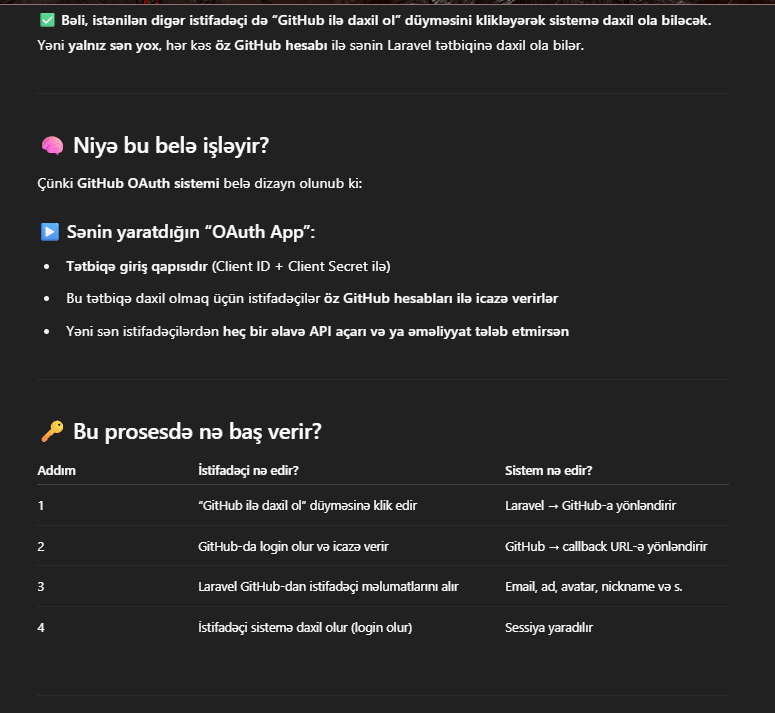 ✅ Bəli, istənilən digər istifadəçi də “GitHub ilə daxil ol” düyməsini klikləyərək sistemə daxil ola biləcək.
Yəni yalnız sən yox, hər kəs öz GitHub hesabı ilə sənin Laravel tətbiqinə daxil ola bilər.
🧠 Niyə bu belə işləyir?
Çünki GitHub OAuth sistemi belə dizayn olunub ki:
▶️ Sənin yaratdığın “OAuth App”:
• Tətbiqə giriş qapısıdır (Client ID + Client Secret ilə)
• Bu tətbiqə daxil olmaq üçün istifadəçilər öz GitHub hesabları ilə icazə verirlər
• Yəni sən istifadəçilərdən heç bir əlavə API açarı və ya əməliyyat tələb etmirsən
🔑 Bu prosesdə nə baş verir?
Addım İstifadəçi nə edir? Sistem nə edir?
1 “GitHub ilə daxil ol” düyməsinə klik edir Laravel → GitHub-a yönləndirir
2 GitHub-da login olur və icazə verir GitHub → callback URL-ə yönləndirir
3 Laravel GitHub-dan istifadəçi məlumatlarını alır Email, ad, avatar, nickname və s.
4 İstifadəçi sistemə daxil olur (login olur) Sessiya yaradılır